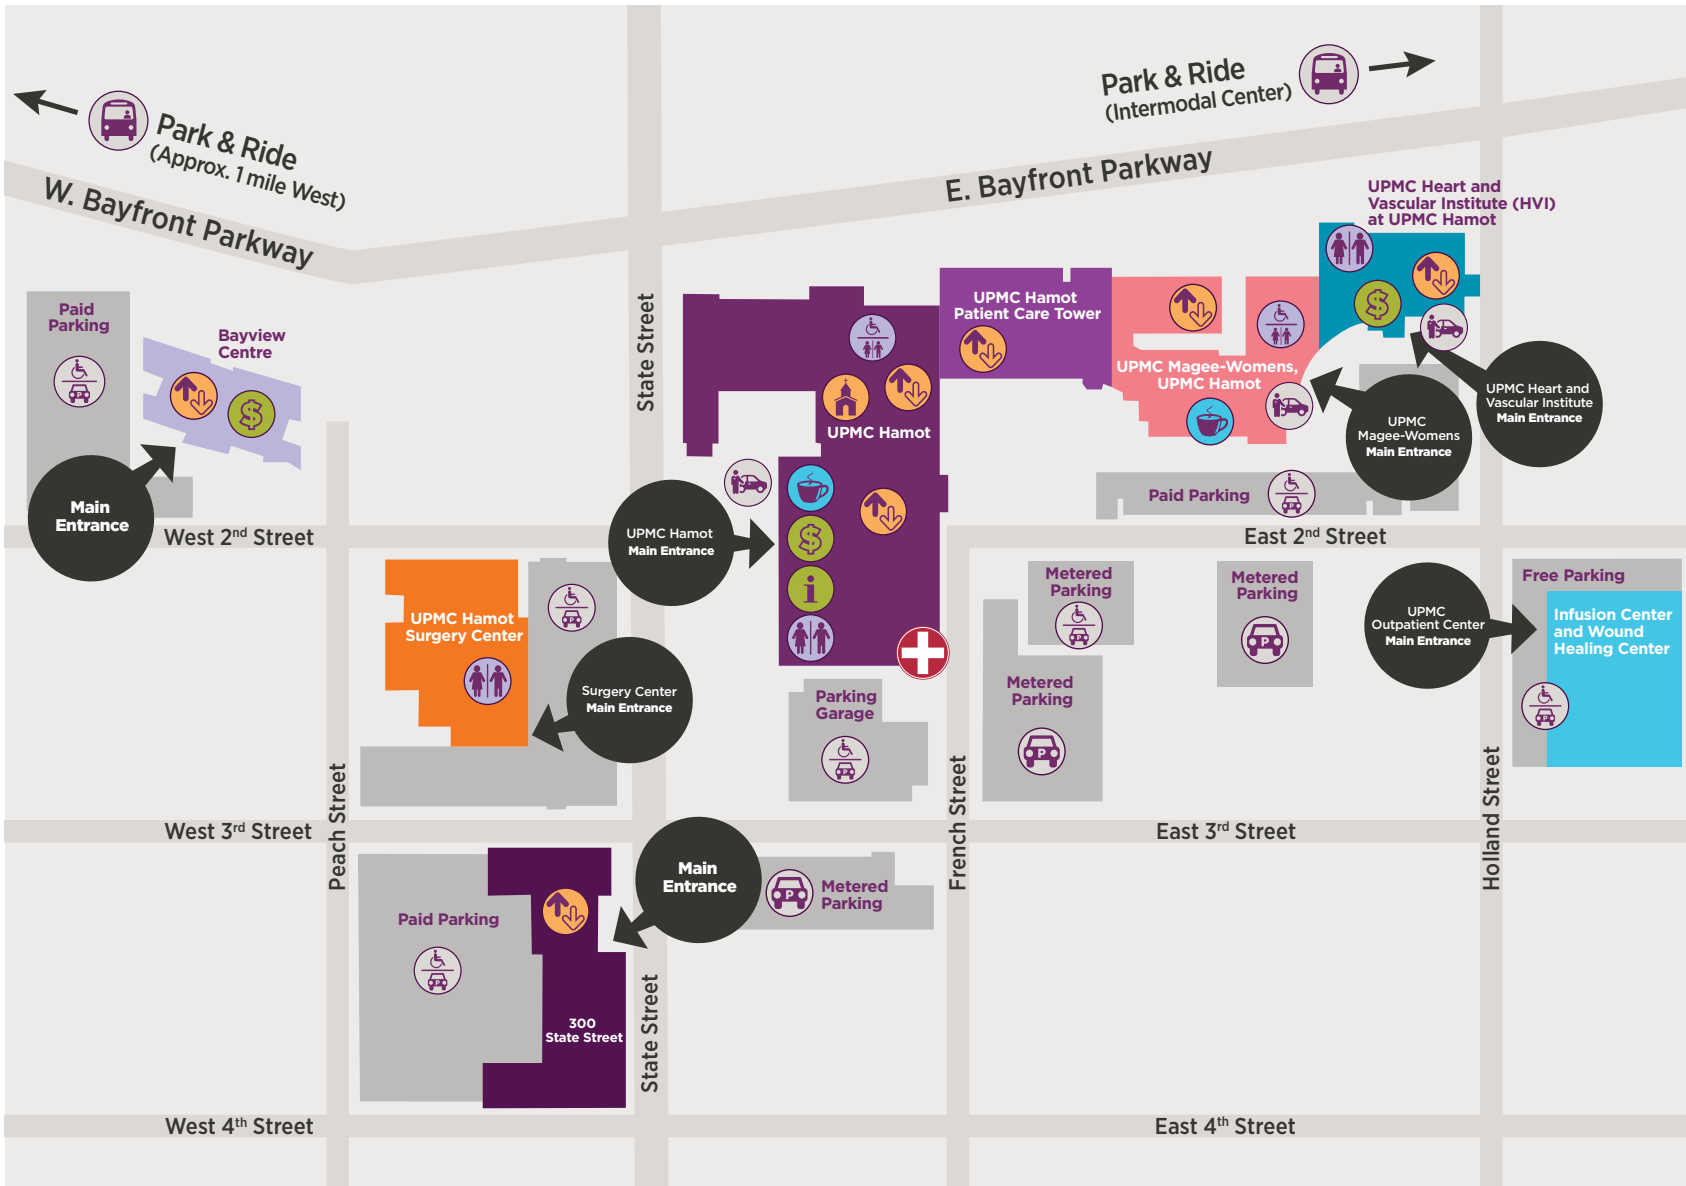 Park & Ride
(Intermodal Center)
Park & Ride
(Approx. 1 mile West)
W. Bayfront Parkway
E. Bayfront Parkway
UPMC Heart and
Vascular Institute (HVI)
at UPMC Hamot
Paid
Parking
Bayview
Centre
State Street
UPMC Hamot
Patient Care Tower
UPMC Magee-Womens,
UPMC Hamot
UPMC Hamot
UPMC Heart and
Vascular Institute
Main Entrance
UPMC
Magee-Womens
Main Entrance
Paid Parking
Main
Entrance
West 2nd Street
UPMC Hamot
Main Entrance
East 2nd Street
UPMC Hamot
Surgery Center
Metered
Parking
Metered
Parking
Free Parking
UPMC
Outpatient Center
Main Entrance
Infusion Center
and Wound
Healing Center
Surgery Center
Main Entrance
Parking
Garage
Metered
Parking
Peach Street
French Street
Holland Street
West 3rd Street
East 3rd Street
Main
Entrance
Metered
Parking
Paid Parking
300
State Street
State Street
West 4th Street
East 4th Street